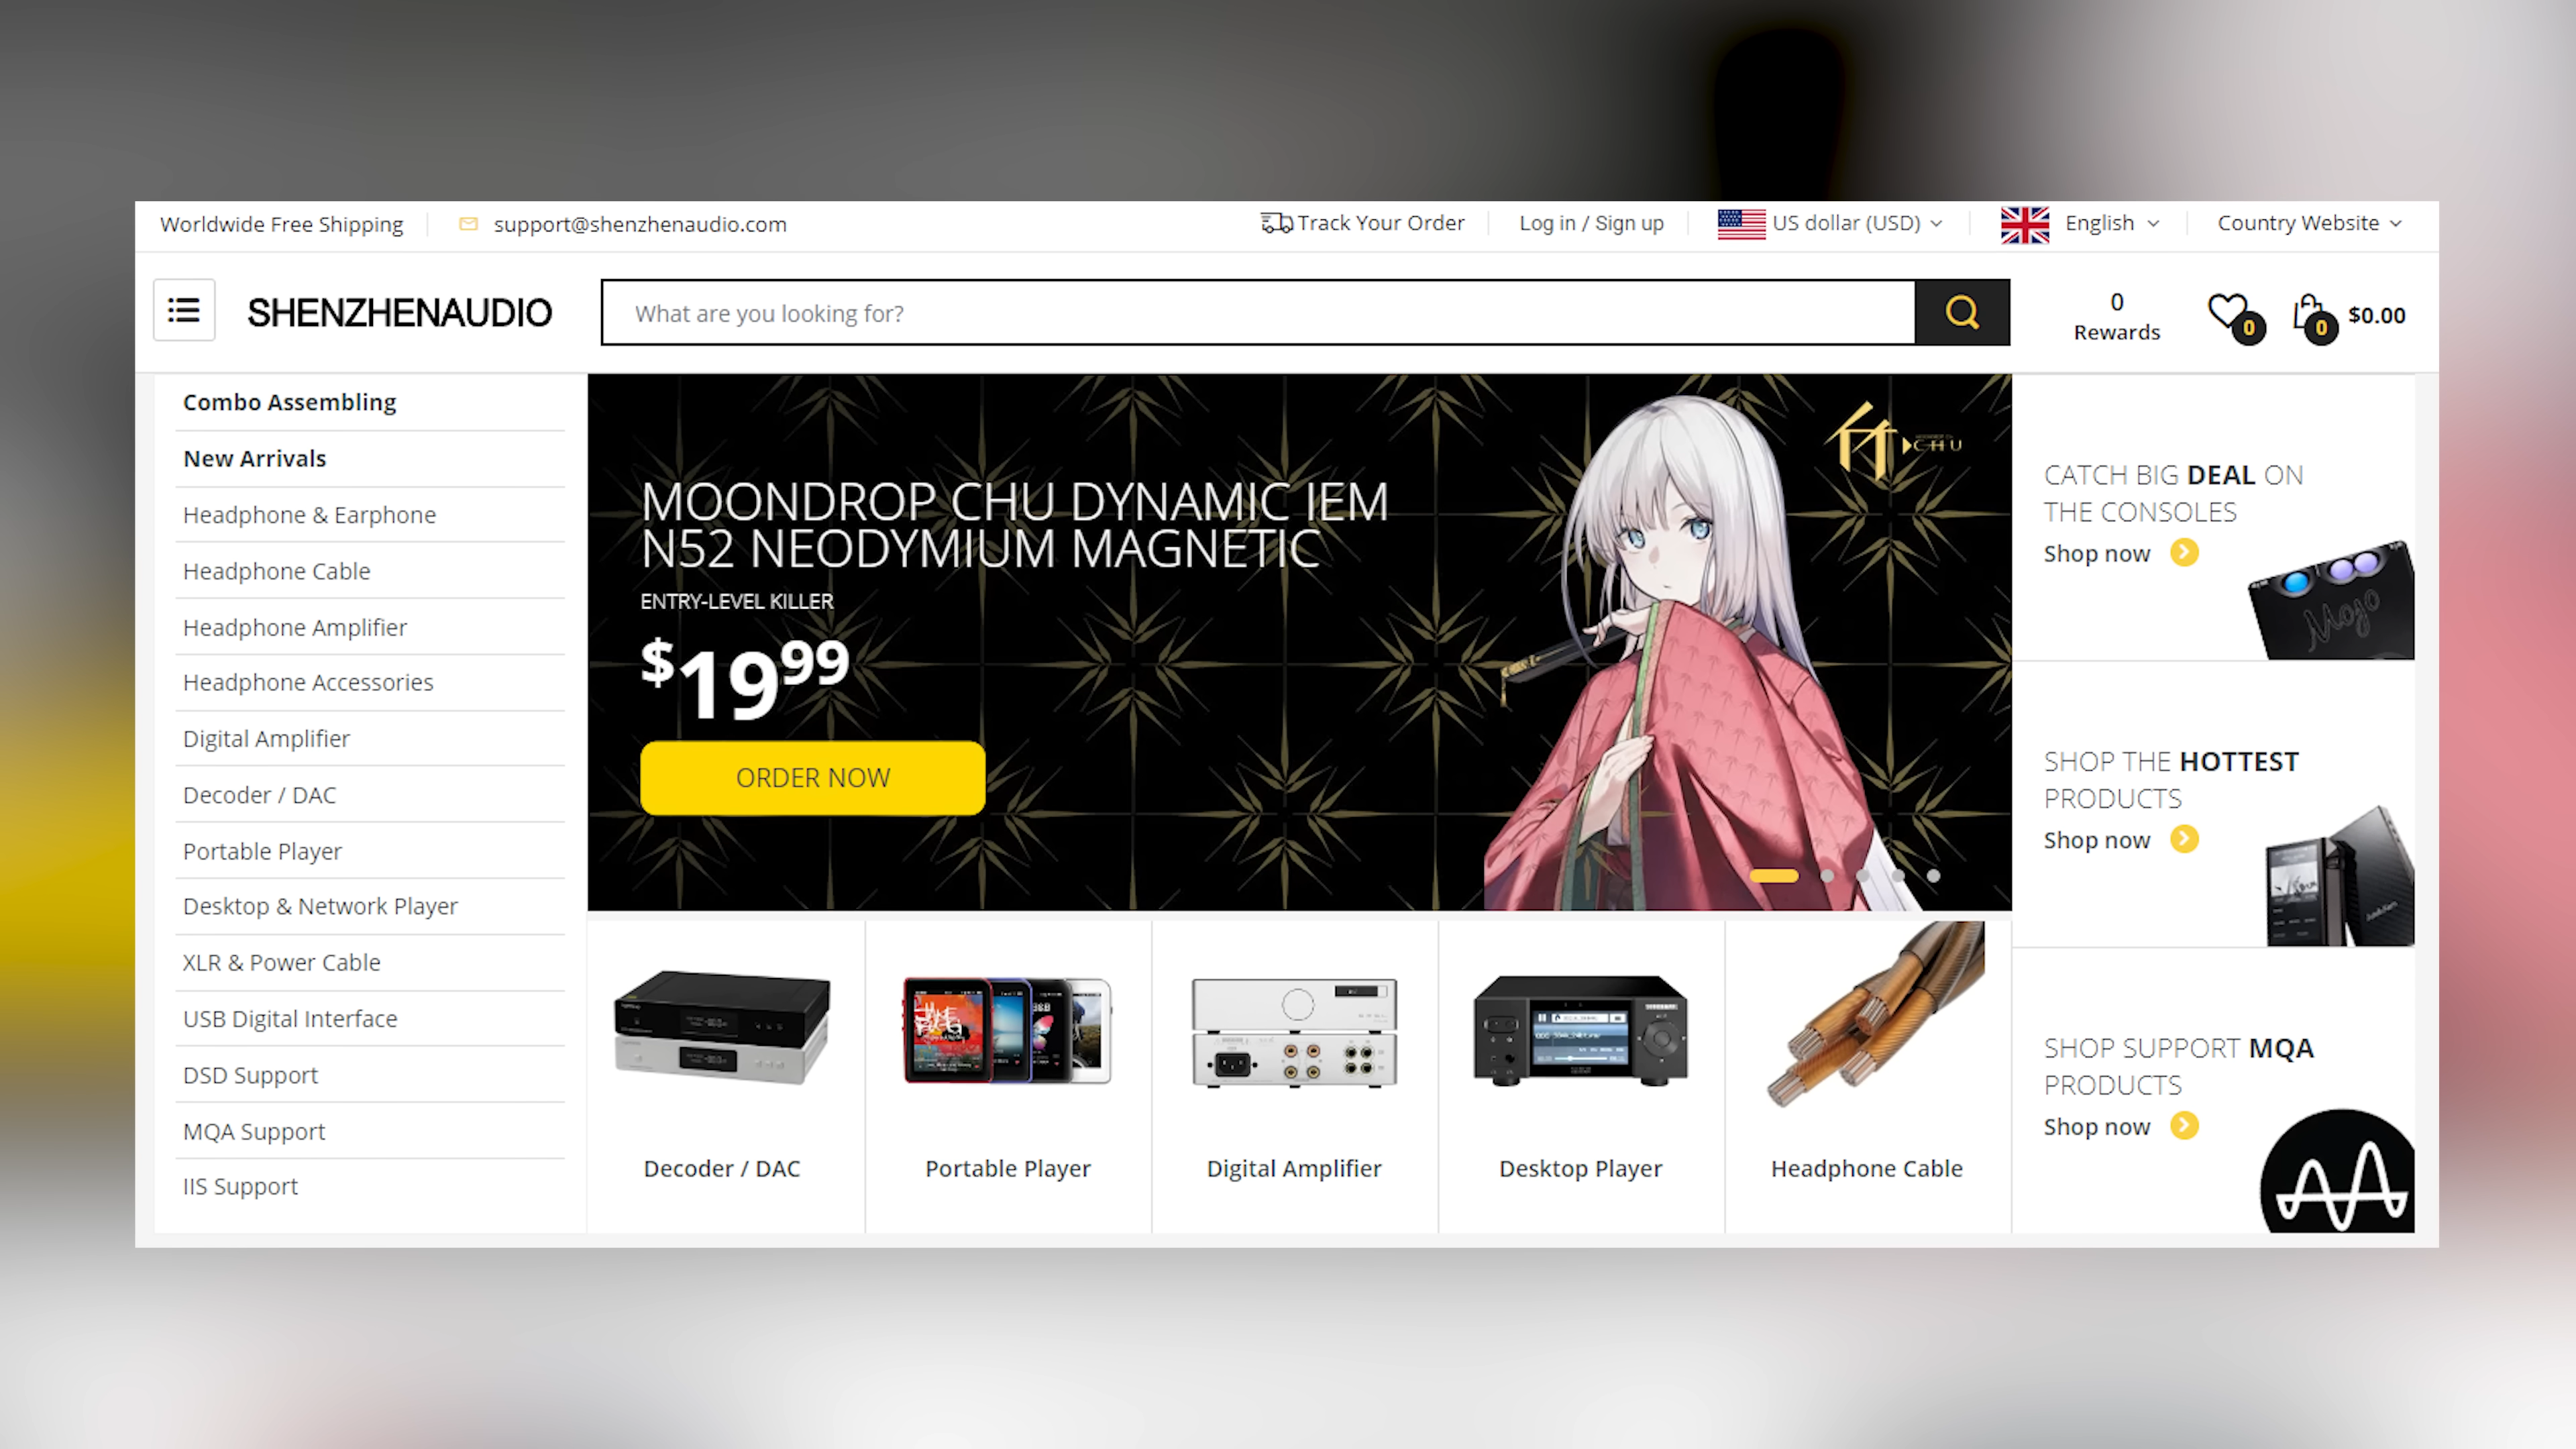 Worldwide Free Shipping
support@shenzhenaudio.com
Track Your Order
Log in / Sign up
US dollar (USD)
English
Country Website
SHENZHENAUDIO
What are you looking for?
0
Rewards
0
0
$0.00
Combo Assembling
New Arrivals
Headphone & Earphone
Headphone Cable
Headphone Amplifier
Headphone Accessories
Digital Amplifier
Decoder / DAC
Portable Player
Desktop & Network Player
XLR & Power Cable
USB Digital Interface
DSD Support
MQA Support
IIS Support
MOONDROP CHU DYNAMIC IEM
N52 NEODYMIUM MAGNETIC
ENTRY-LEVEL KILLER
$19 99
ORDER NOW
竹
CHU
Decoder / DAC
Portable Player
Digital Amplifier
Desktop Player
Headphone Cable
CATCH BIG DEAL ON
THE CONSOLES
Shop now
Mojo
SHOP THE HOTTEST
PRODUCTS
Shop now
SHOP SUPPORT MQA
PRODUCTS
Shop now